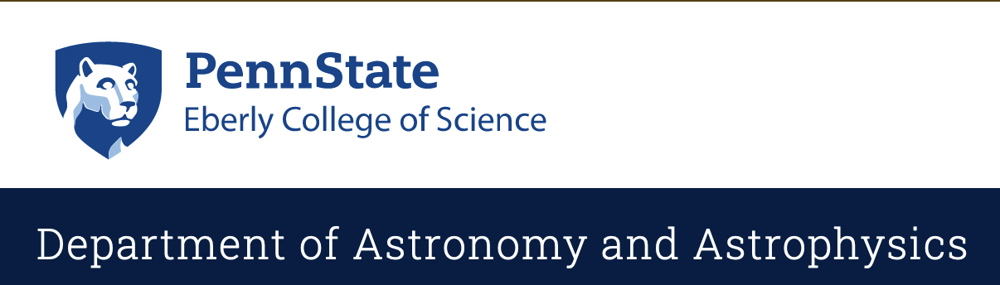 PennState
Eberly College of Science
Department of Astronomy and Astrophysics